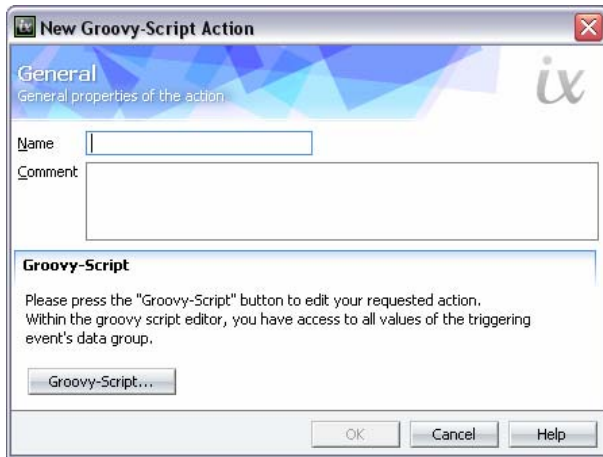 ix New Groovy-Script Action
General
General properties of the action
ix
Name
Comment
Groovy-Script
Please press the "Groovy-Script" button to edit your requested action.
Within the groovy script editor, you have access to all values of the triggering
event's data group.
Groovy-Script...
OK Cancel Help